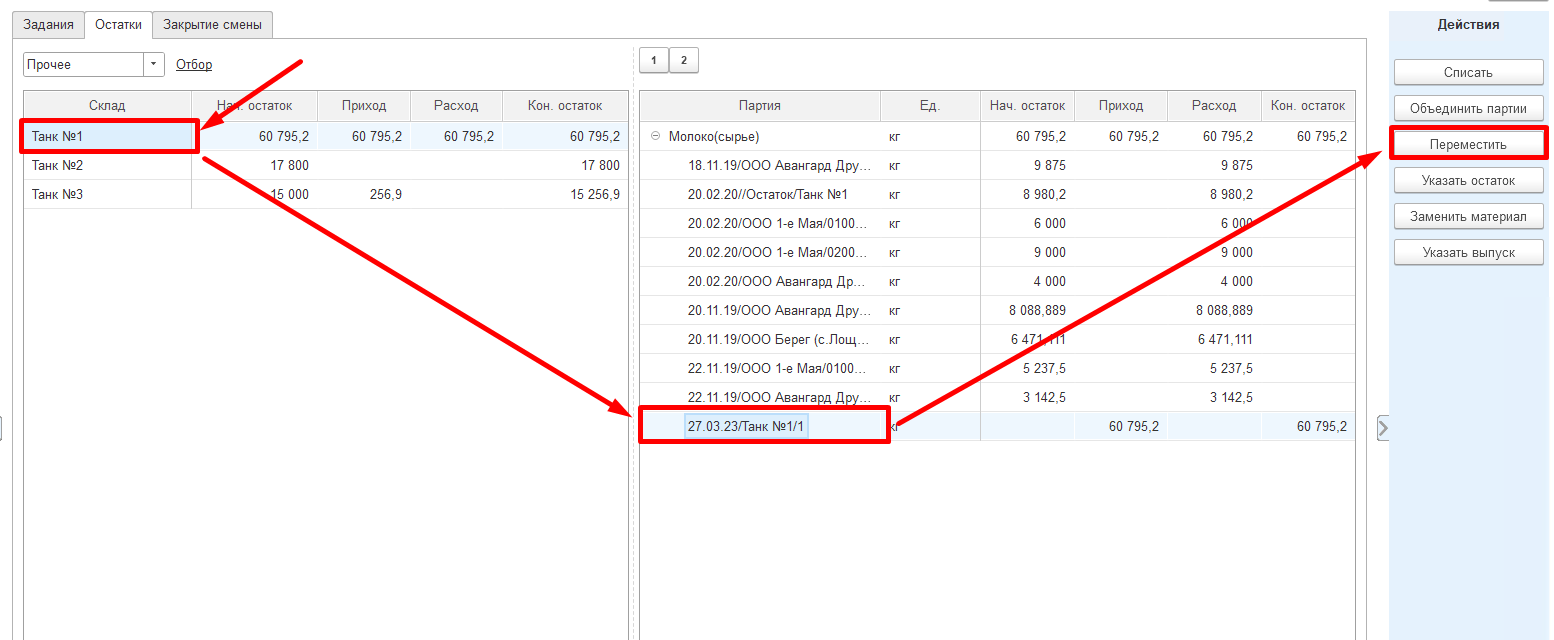 Задания Остатки Закрытие смены
Действия
Прочее Отбор 1 2
Списать
Объединить партии
Переместить
Указать остаток
Заменить материал
Указать выпуск
Склад Нач. остаток Приход Расход Кон. остаток
Танк №1 60 795,2 60 795,2 60 795,2 60 795,2
Танк №2 17 800 17 800
Танк №3 15 000 256,9 15 256,9
Партия Ед. Нач. остаток Приход Расход Кон. остаток
Молоко(сырье) кг 60 795,2 60 795,2 60 795,2 60 795,2
18.11.19/ООО Авангард Дру... кг 9 875 9 875
20.02.20//Остаток/Танк №1 кг 8 980,2 8 980,2
20.02.20/ООО 1-е Мая/0100... кг 6 000 6 000
20.02.20/ООО 1-е Мая/0200... кг 9 000 9 000
20.02.20/ООО Авангард Др... кг 4 000 4 000
20.11.19/ООО Авангард Дру... кг 8 088,889 8 088,889
20.11.19/ООО Берег (с.Лощ... кг 6 471,111 6 471,111
22.11.19/ООО 1-е Мая/0100... кг 5 237,5 5 237,5
22.11.19/ООО Авангард Дру... кг 3 142,5 3 142,5
27.03.23/Танк №1/1 кг 60 795,2 60 795,2